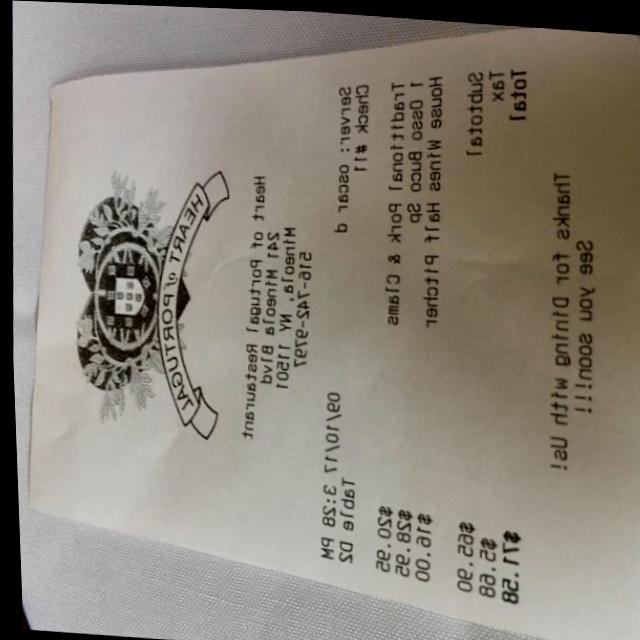 HEART of PORTUGAL
Heart of Portugal Restaurant
241 Mineola Blvd
Mineola, NY 11501
516-742-9797
Server: oscar d 09/10/17 3:28 PM
Check #11 Table D2
Traditional Pork & Clams $20.95
1 Osso Buco Sp $28.95
House Wines Half Pitcher $16.00
Subtotal $65.90
Tax $5.68
Total $71.58
Thanks for Dining with Us!
See you soon!!!!